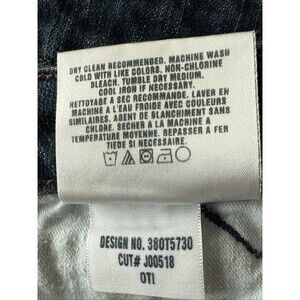 DRY CLEAN RECOMMENDED. MACHINE WASH
COLD WITH LIKE COLORS. NON-CHLORINE
BLEACH. TUMBLE DRY MEDIUM.
COOL IRON IF NECESSARY.
NETTOYAGE A SEC RECOMMANDE. LAVER EN
MACHINE A L'EAU FROIDE AVEC COULEURS
SIMILAIRES. AGENT DE BLANCHIMENT SANS
CHLORE. SECHER A LA MACHINE A
TEMPERATURE MOYENNE. REPASSER A FER
TIEDE SI NECESSAIRE.
DESIGN NO. 380T5730
CUT# J00518
OTI